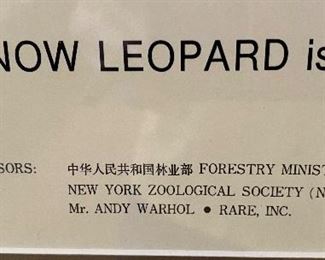 NOW LEOPARD is
SORS: 中华人民共和国林业部 FORESTRY MINIST
NEW YORK ZOOLOGICAL SOCIETY (N
Mr. ANDY WARHOL ● RARE, INC.